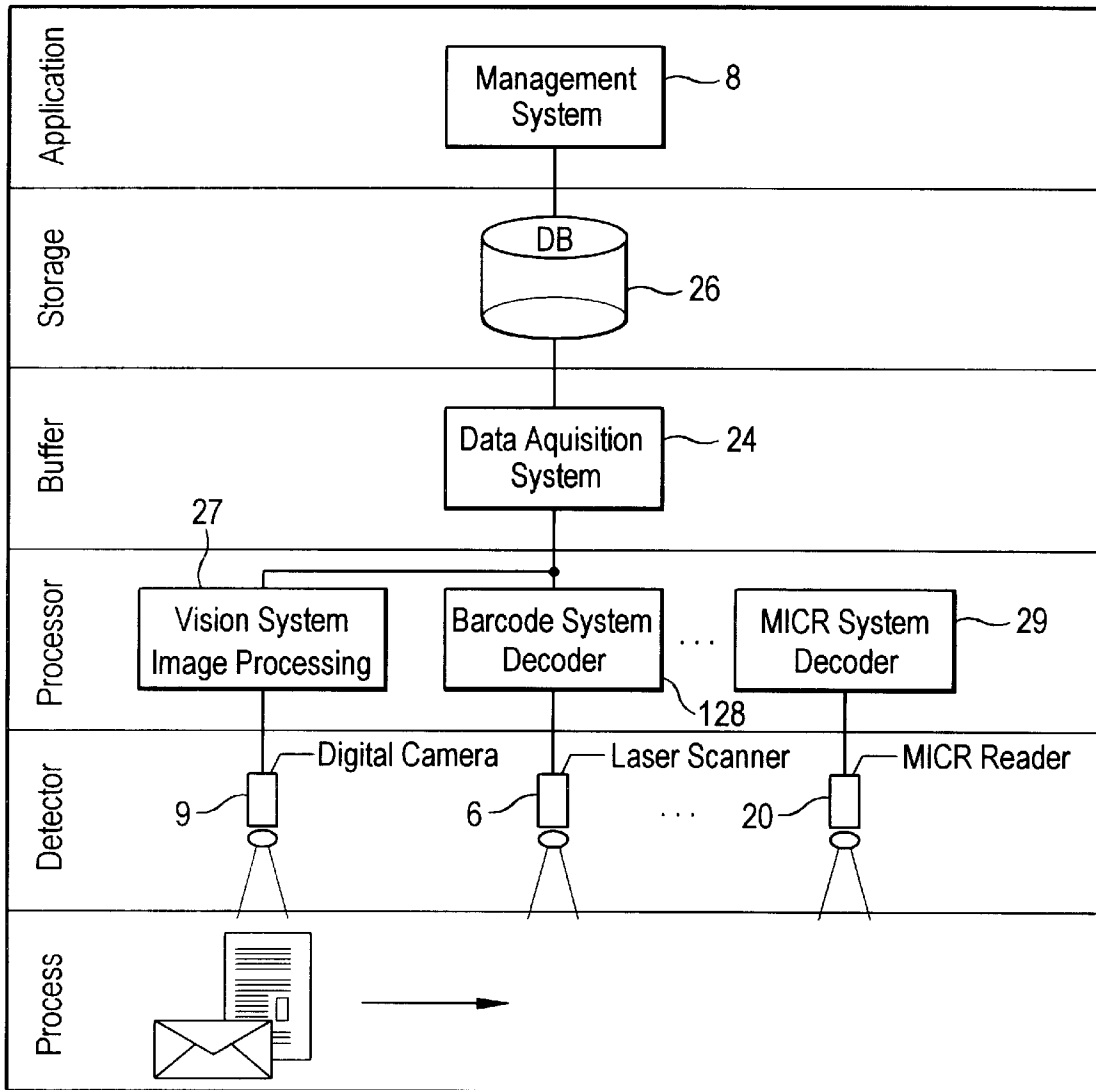 Application
Management
System
8
Storage
DB
26
Buffer
Data Aquisition
System
24
27
Processor
Vision System
Image Processing
Barcode System
Decoder
. . .
MICR System
Decoder
29
128
Detector
Digital Camera
Laser Scanner
MICR Reader
9
6
. . .
20
Process